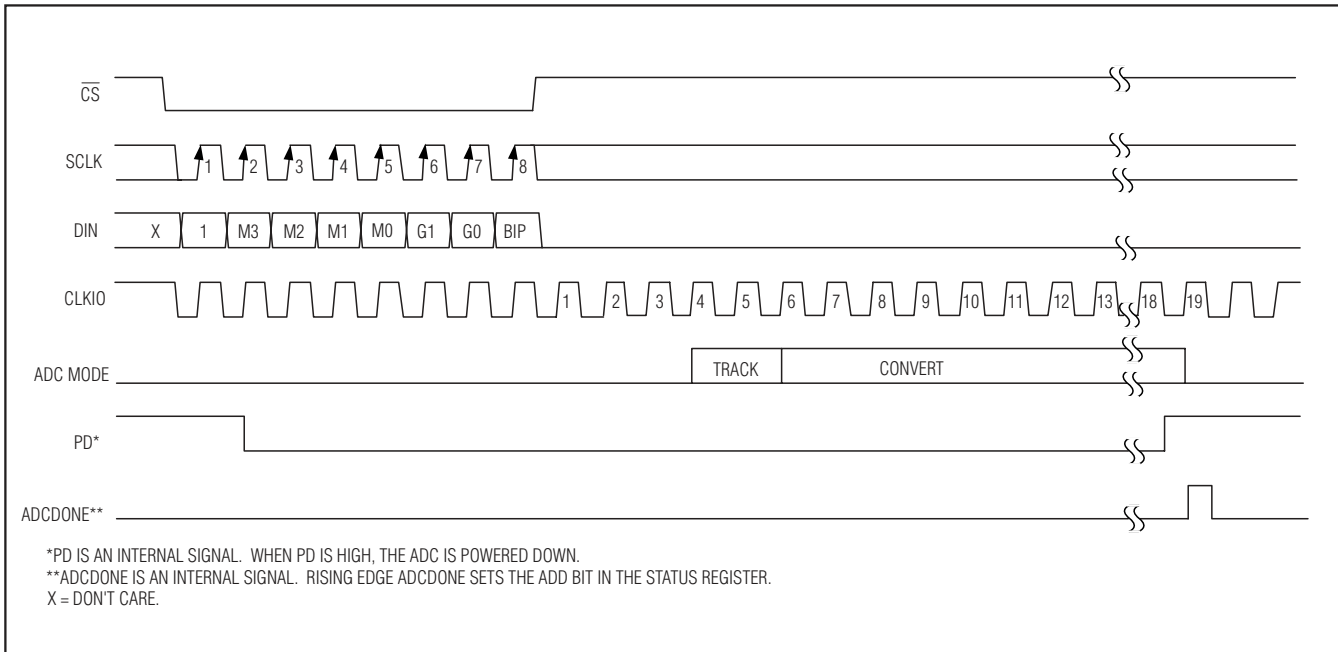 CS
SCLK 1 2 3 4 5 6 7 8
DIN X 1 M3 M2 M1 M0 G1 G0 BIP
CLKIO 1 2 3 4 5 6 7 8 9 10 11 12 13 18 19
ADC MODE TRACK CONVERT
PD*
ADCDONE**
*PD IS AN INTERNAL SIGNAL. WHEN PD IS HIGH, THE ADC IS POWERED DOWN.
**ADCDONE IS AN INTERNAL SIGNAL. RISING EDGE ADCDONE SETS THE ADD BIT IN THE STATUS REGISTER.
X = DON'T CARE.